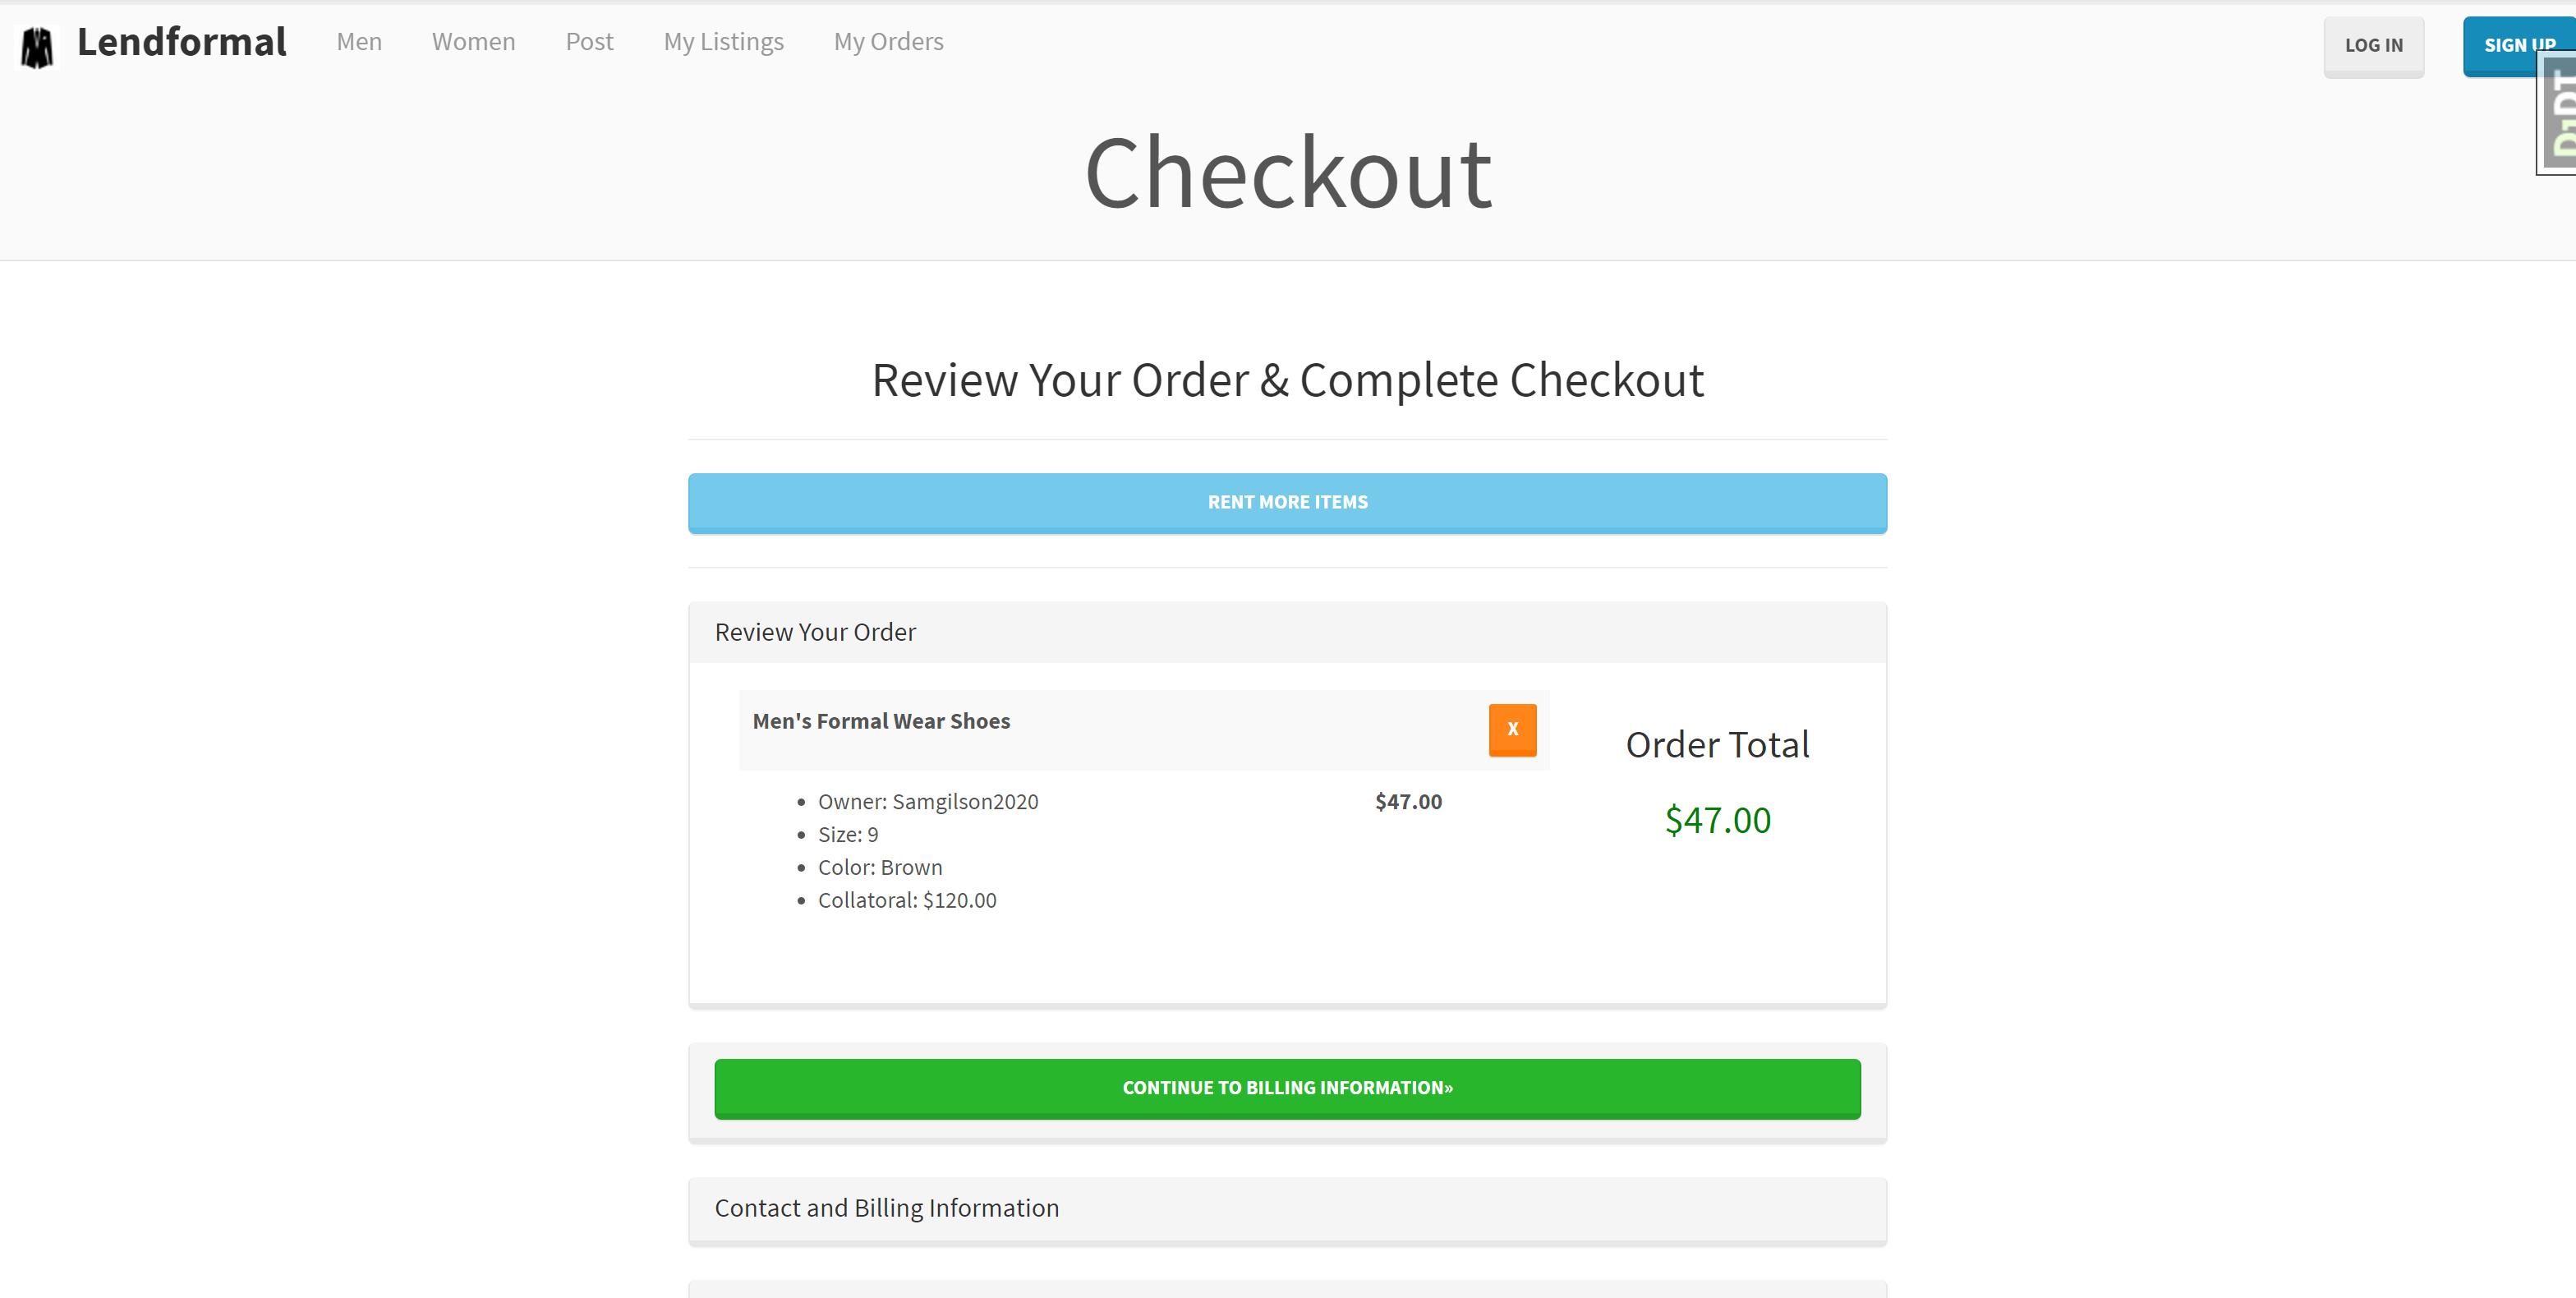 Lendformal
Men
Women
Post
My Listings
My Orders
LOG IN
SIGN UP
DjDT
Checkout
Review Your Order & Complete Checkout
RENT MORE ITEMS
Review Your Order
Men's Formal Wear Shoes
X
Owner: Samgilson2020
$47.00
Size: 9
Color: Brown
Collatoral: $120.00
Order Total
$47.00
CONTINUE TO BILLING INFORMATION»
Contact and Billing Information